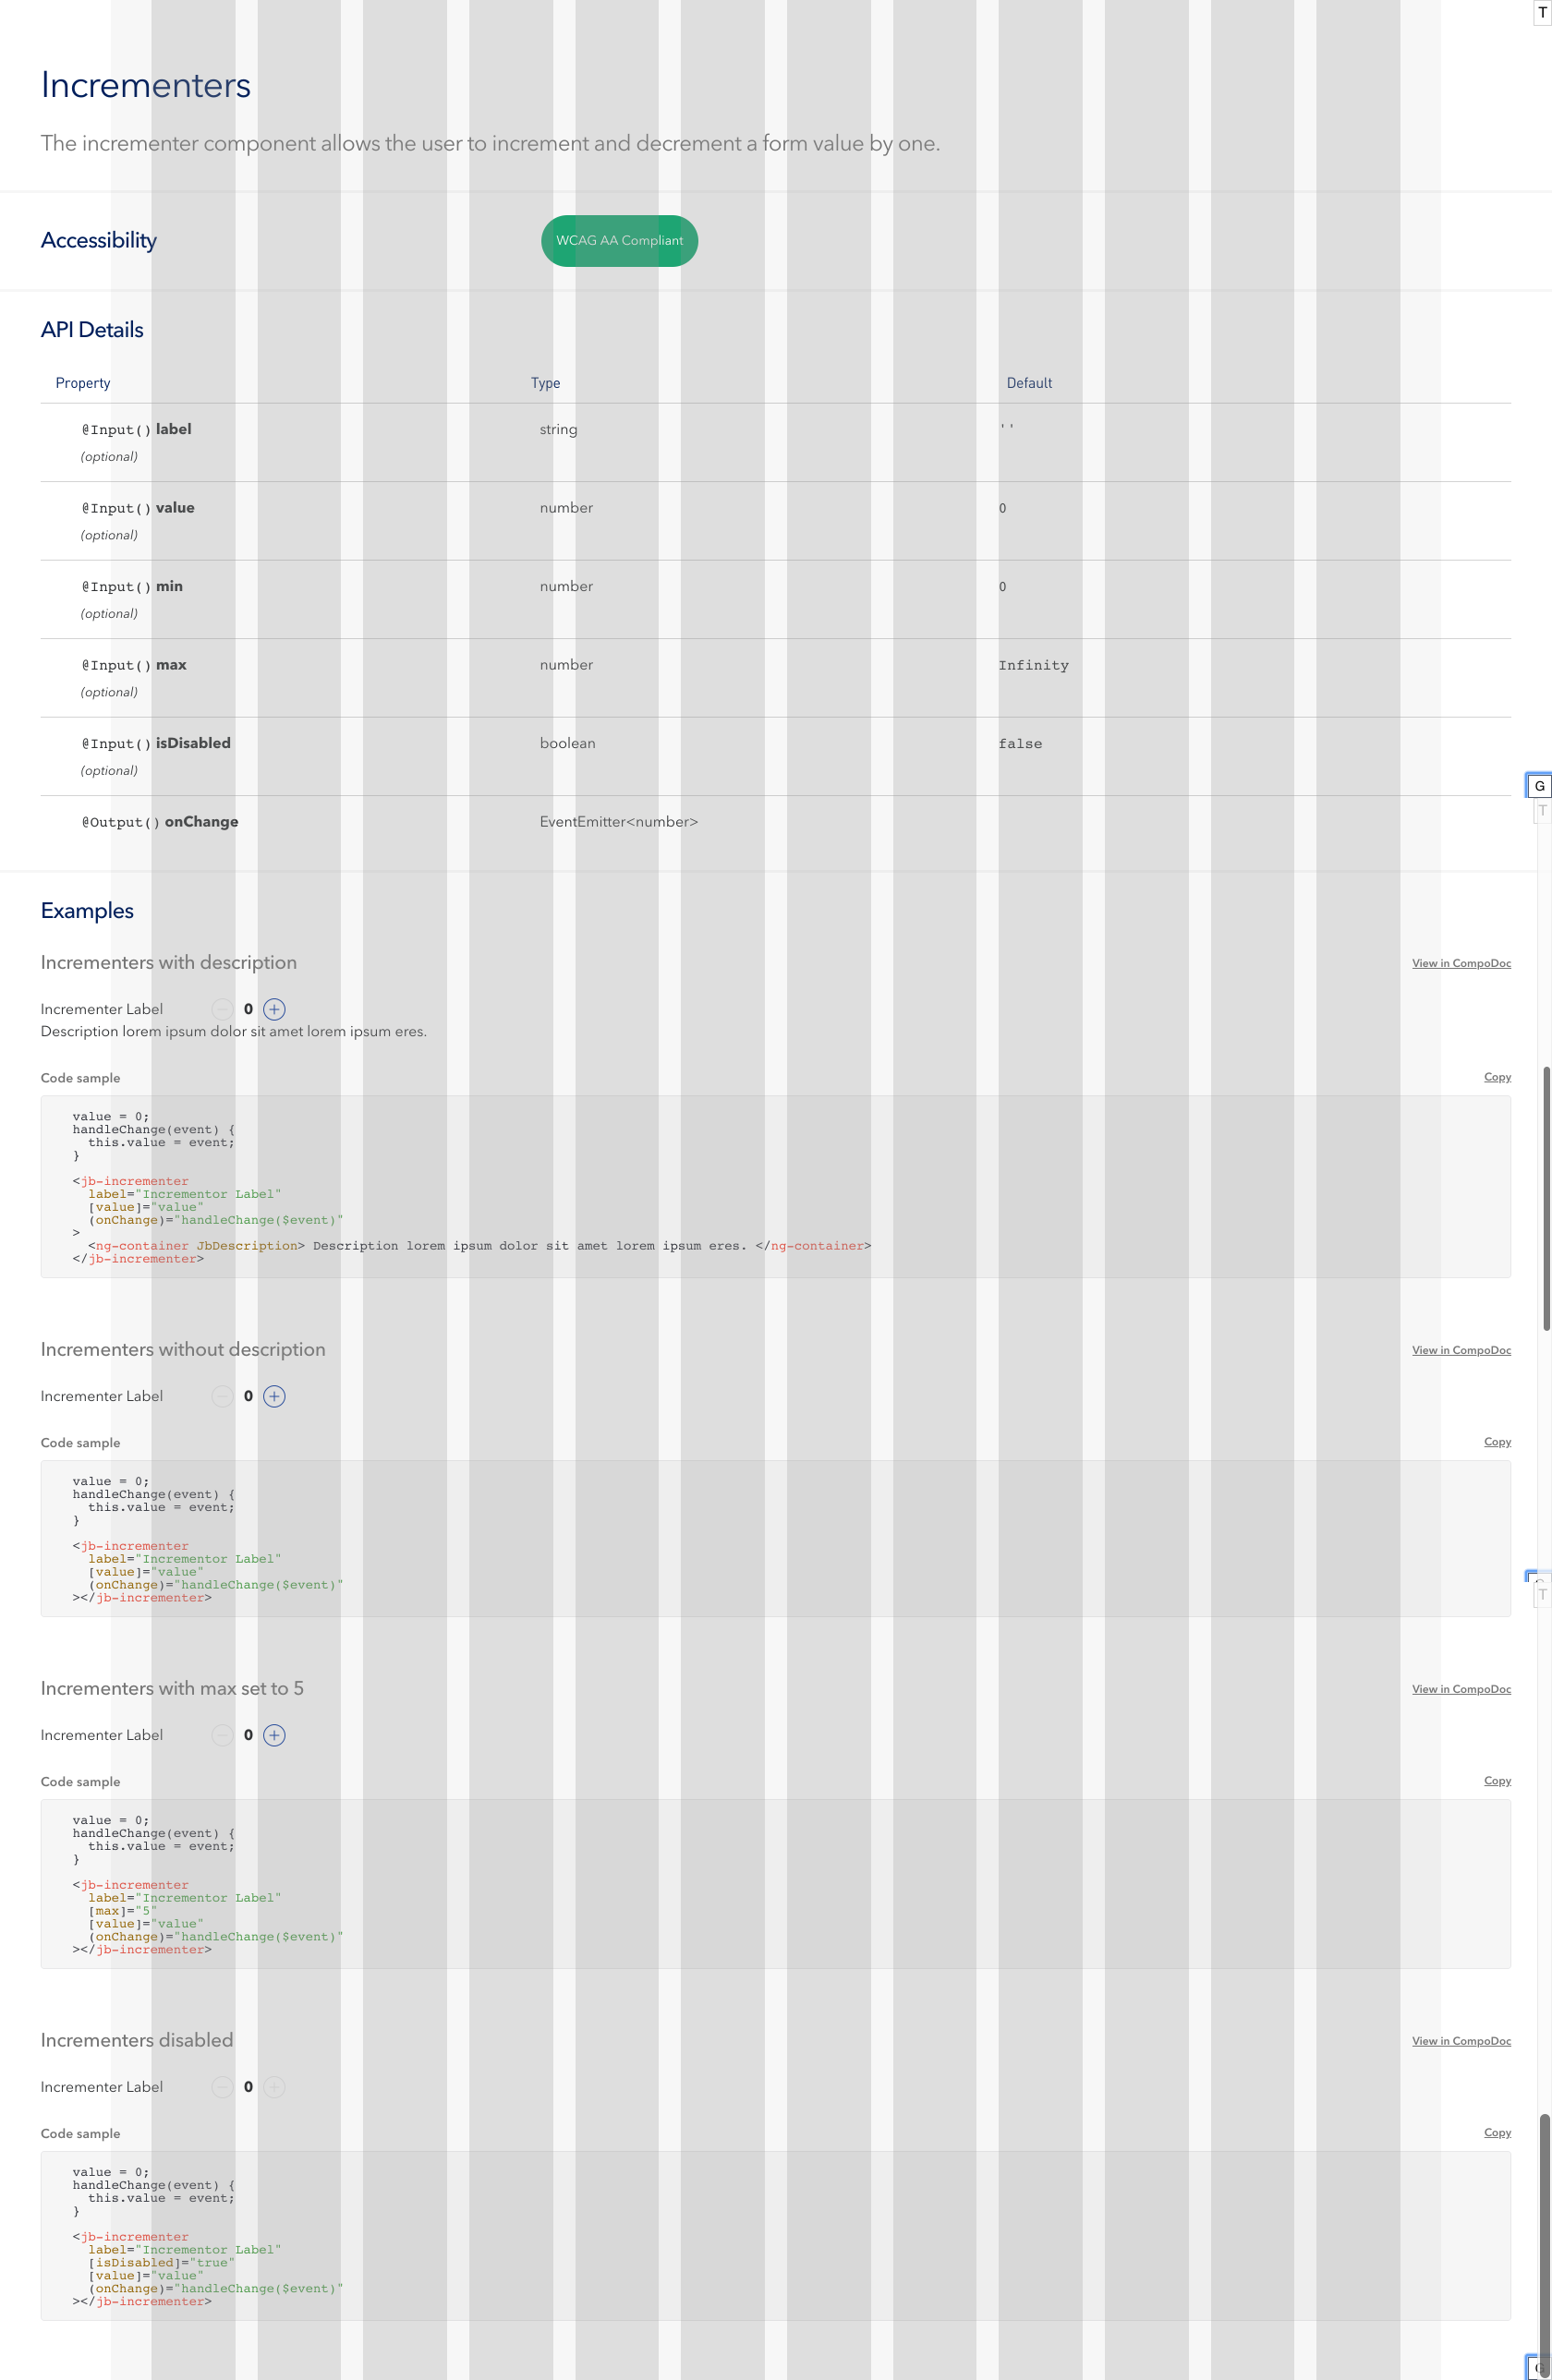 T
Incrementers
The incrementer component allows the user to increment and decrement a form value by one.
Accessibility WCAG AA Compliant
API Details
Property Type Default
@Input() label string ''
(optional)
@Input() value number 0
(optional)
@Input() min number 0
(optional)
@Input() max number Infinity
(optional)
@Input() isDisabled boolean false
(optional)
G
T
@Output() onChange EventEmitter<number>
Examples
Incrementers with description View in CompoDoc
Incrementer Label 0
Description lorem ipsum dolor sit amet lorem ipsum eres.
Code sample Copy
value = 0;
handleChange(event) {
this.value = event;
}
<jb-incrementer
label="Incrementor Label"
[value]="value"
(onChange)="handleChange($event)"
>
<ng-container JbDescription> Description lorem ipsum dolor sit amet lorem ipsum eres. </ng-container>
</jb-incrementer>
Incrementers without description View in CompoDoc
Incrementer Label 0
Code sample Copy
value = 0;
handleChange(event) {
this.value = event;
}
<jb-incrementer
label="Incrementor Label"
[value]="value"
(onChange)="handleChange($event)"
></jb-incrementer>
T
Incrementers with max set to 5 View in CompoDoc
Incrementer Label 0
Code sample Copy
value = 0;
handleChange(event) {
this.value = event;
}
<jb-incrementer
label="Incrementor Label"
[max]="5"
[value]="value"
(onChange)="handleChange($event)"
></jb-incrementer>
Incrementers disabled View in CompoDoc
Incrementer Label 0
Code sample Copy
value = 0;
handleChange(event) {
this.value = event;
}
<jb-incrementer
label="Incrementor Label"
[isDisabled]="true"
[value]="value"
(onChange)="handleChange($event)"
></jb-incrementer>
G